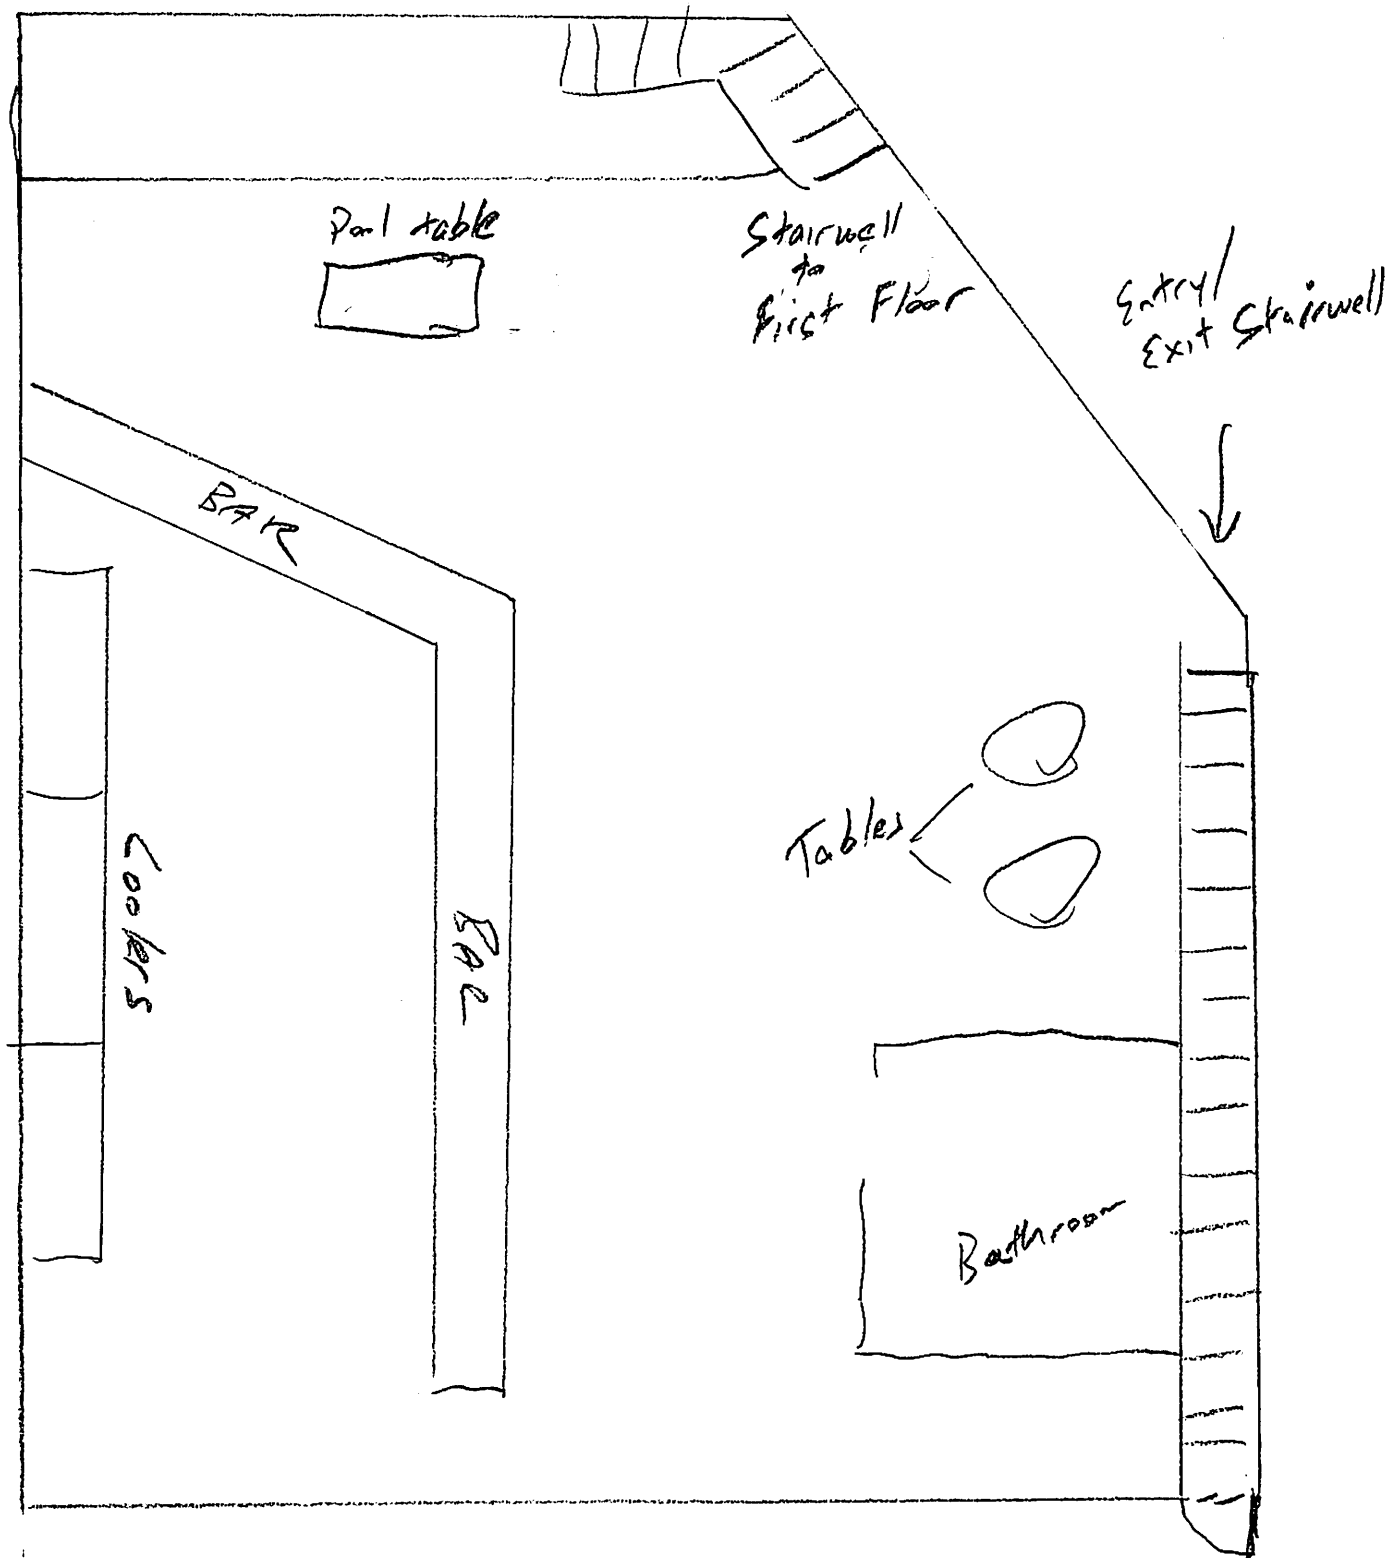 Pool table
Stairwell
to
First Floor
Entry/
Exit Stairwell
BAR
Tables
Coolers
BAR
Bathroom